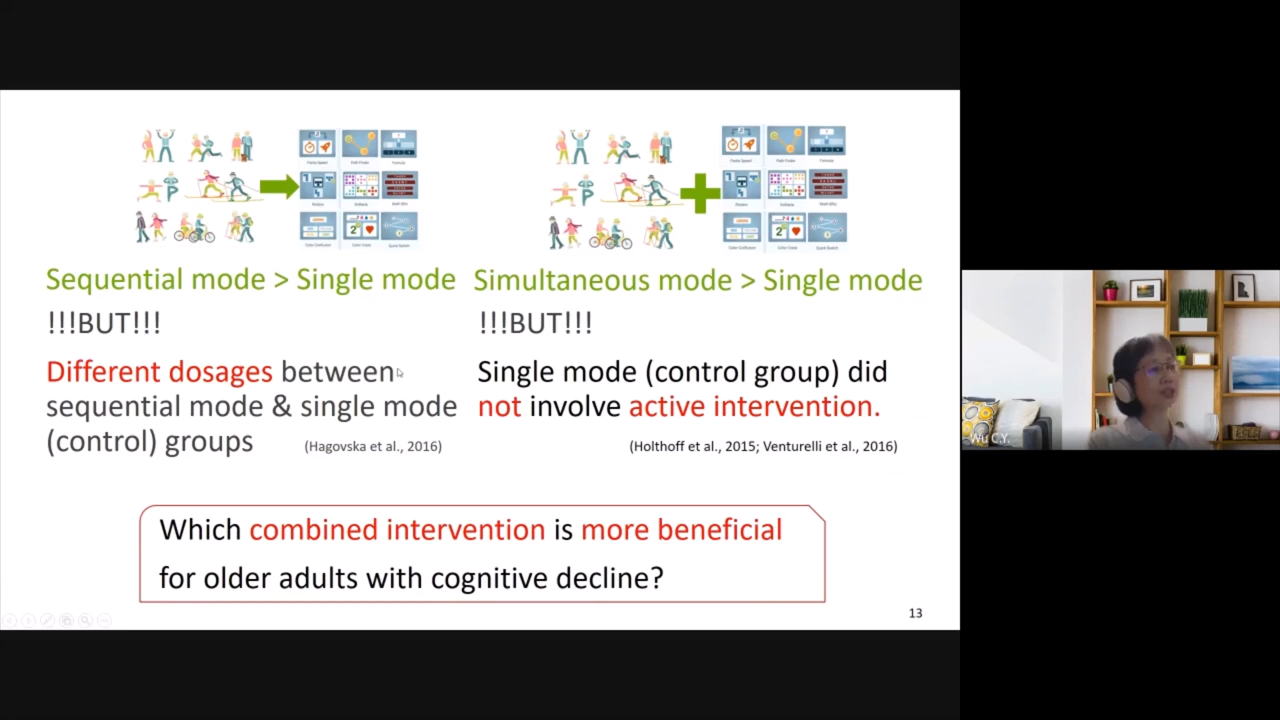 Sequential mode > Single mode
!!!BUT!!!
Different dosages between
sequential mode & single mode
(control) groups
(Hagovska et al., 2016)
Simultaneous mode > Single mode
!!!BUT!!!
Single mode (control group) did
not involve active intervention.
(Holthoff et al., 2015; Venturelli et al., 2016)
Which combined intervention is more beneficial
for older adults with cognitive decline?
13
Wu C.Y.